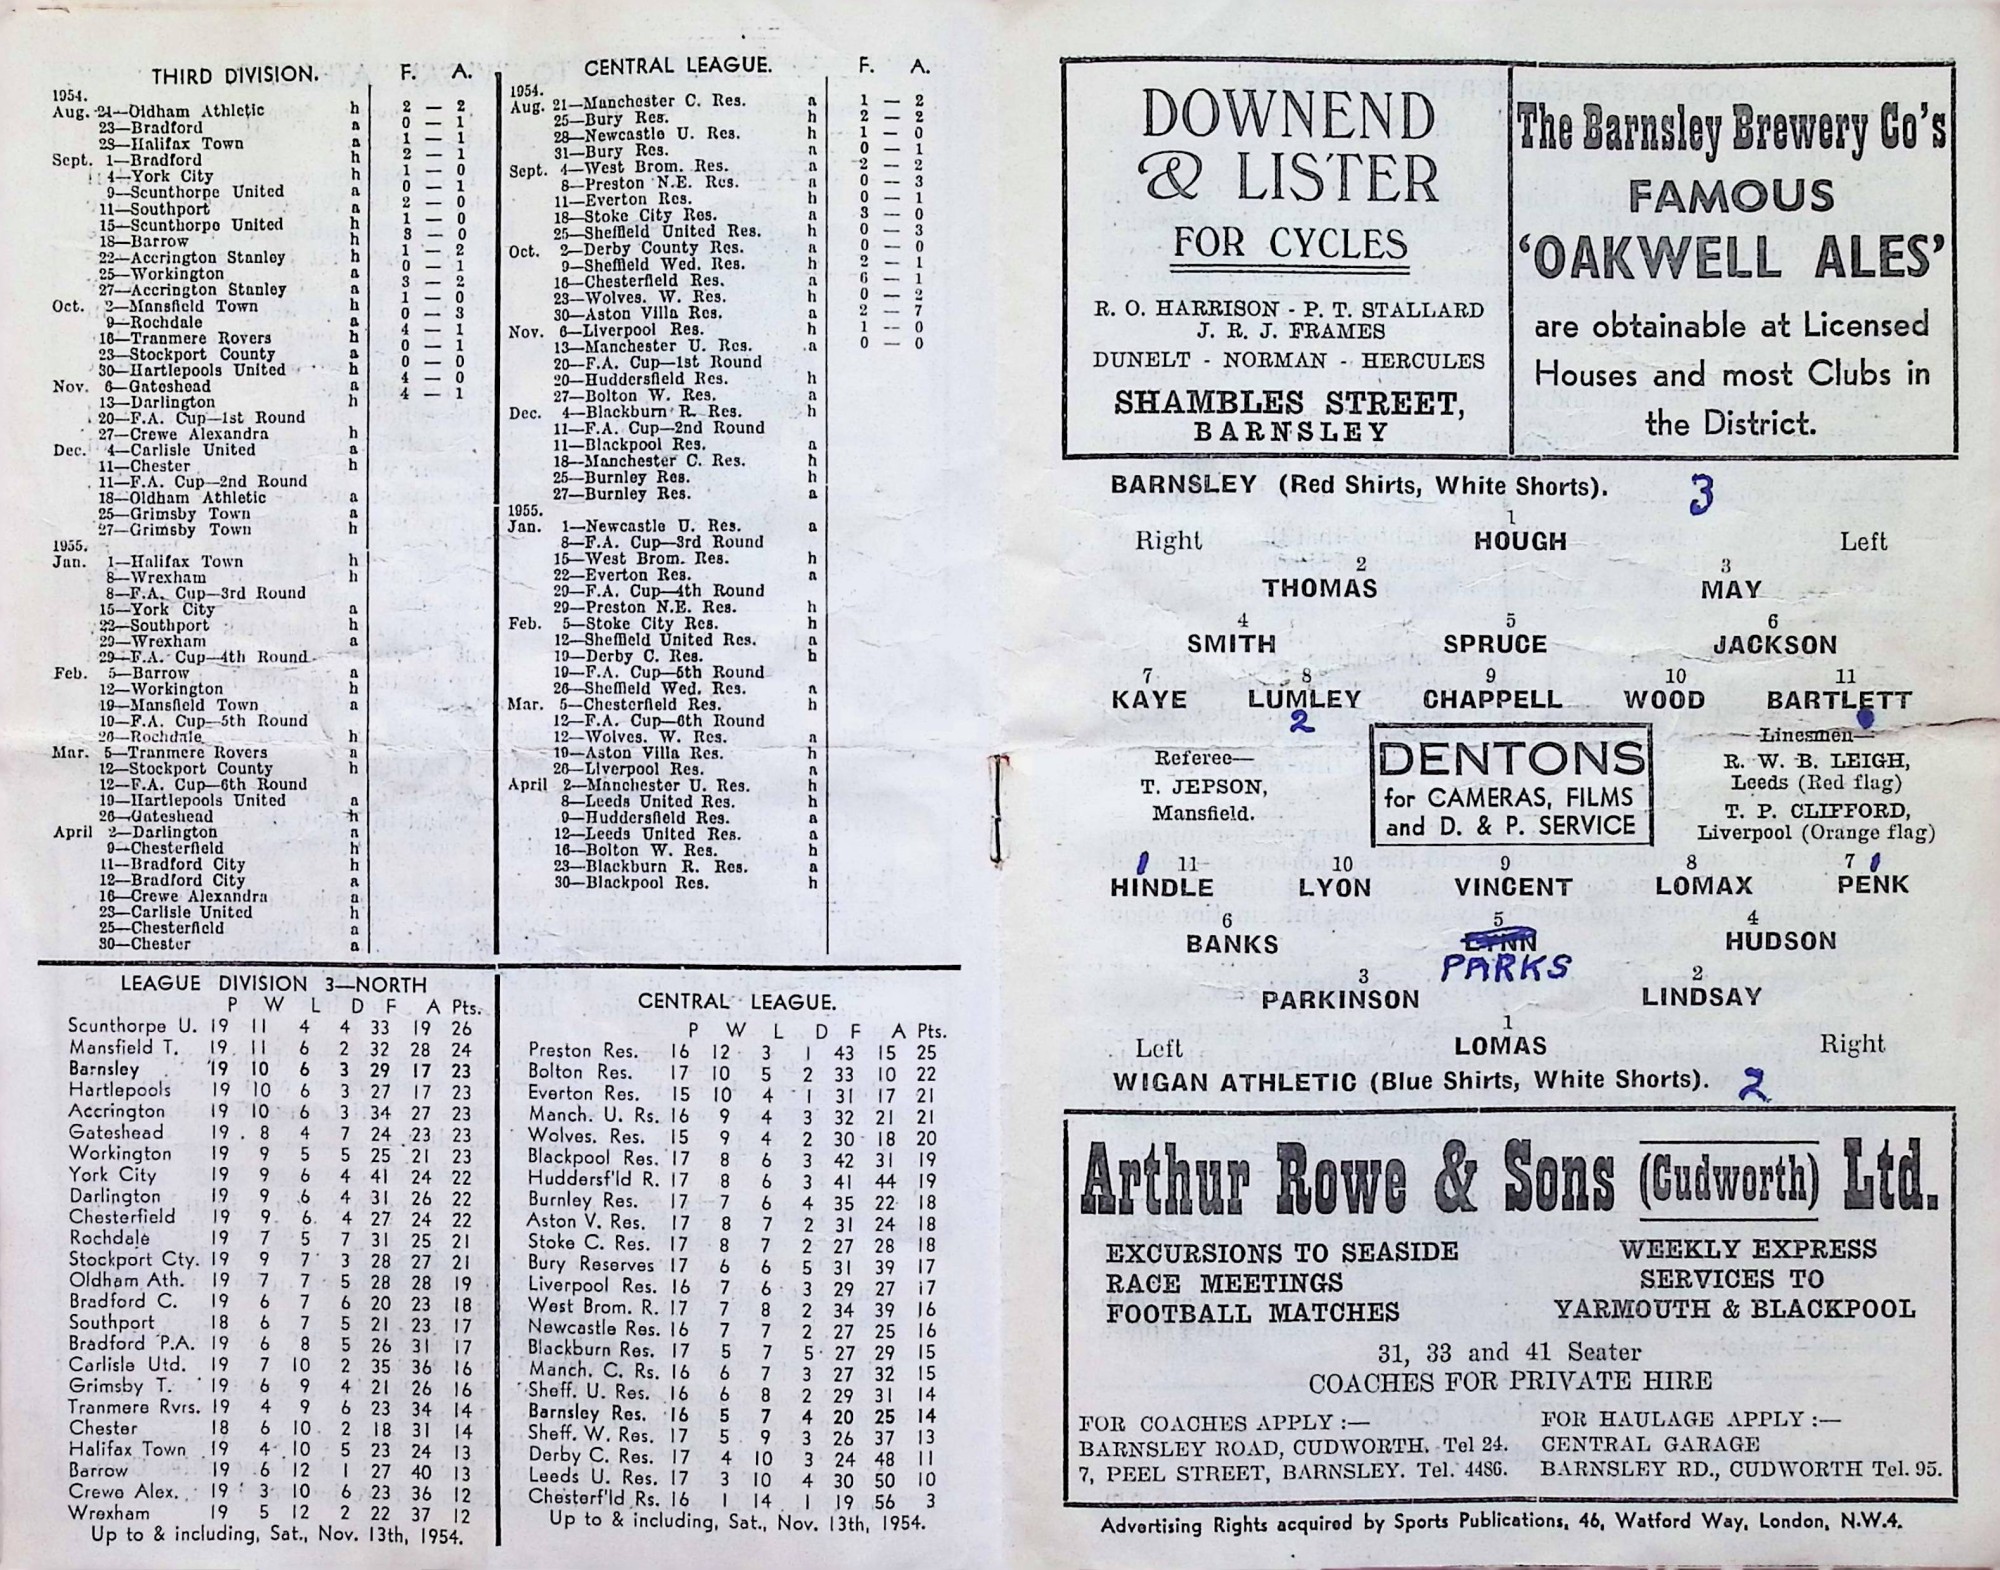 THIRD DIVISION. F. A.
1954.
Aug. 21—Oldham Athletic h 2 — 2
23—Bradford a 0 — 1
28—Halifax Town a 1 — 1
Sept. 1—Bradford h 2 — 1
4—York City h 1 — 0
9—Scunthorpe United a 0 — 1
11—Southport a 2 — 0
15—Scunthorpe United h 1 — 0
18—Barrow h 3 — 0
22—Accrington Stanley h 1 — 2
25—Workington a 0 — 1
27—Accrington Stanley a 3 — 2
Oct. 2—Mansfield Town h 1 — 0
9—Rochdale a 0 — 3
16—Tranmere Rovers h 4 — 1
23—Stockport County a 0 — 1
30—Hartlepools United h 0 — 0
Nov. 6—Gateshead a 4 — 0
13—Darlington h 4 — 1
20—F.A. Cup—1st Round
27—Crewe Alexandra h
Dec. 4—Carlisle United a
11—Chester h
11—F.A. Cup—2nd Round
18—Oldham Athletic a
25—Grimsby Town a
27—Grimsby Town h
1955.
Jan. 1—Halifax Town h
8—Wrexham h
8—F.A. Cup—3rd Round
15—York City a
22—Southport h
29—Wrexham a
29—F.A. Cup—4th Round
Feb. 5—Barrow a
12—Workington h
19—Mansfield Town a
19—F.A. Cup—5th Round
26—Rochdale h
Mar. 5—Tranmere Rovers a
12—Stockport County h
12—F.A. Cup—6th Round
19—Hartlepools United a
26—Gateshead h
April 2—Darlington a
9—Chesterfield h
11—Bradford City h
12—Bradford City a
16—Crewe Alexandra a
23—Carlisle United h
25—Chesterfield a
30—Chester a
CENTRAL LEAGUE. F. A.
1954.
Aug. 21—Manchester C. Res. a 1 — 2
25—Bury Res. h 2 — 2
28—Newcastle U. Res. h 1 — 0
31—Bury Res. a 0 — 1
Sept. 4—West Brom. Res. a 2 — 2
8—Preston N.E. Res. a 0 — 3
11—Everton Res. h 0 — 1
18—Stoke City Res. a 3 — 0
25—Sheffield United Res. h 0 — 3
Oct. 2—Derby County Res. a 0 — 0
9—Sheffield Wed. Res. h 2 — 1
16—Chesterfield Res. a 6 — 1
23—Wolves. W. Res. h 0 — 2
30—Aston Villa Res. a 2 — 7
Nov. 6—Liverpool Res. h 1 — 0
13—Manchester U. Res. a 0 — 0
20—F.A. Cup—1st Round
20—Huddersfield Res. h
27—Bolton W. Res. a
Dec. 4—Blackburn R. Res. h
11—F.A. Cup—2nd Round
11—Blackpool Res. a
18—Manchester C. Res. h
25—Burnley Res. h
27—Burnley Res. a
1955.
Jan. 1—Newcastle U. Res. a
8—F.A. Cup—3rd Round
15—West Brom. Res. h
22—Everton Res. a
29—F.A. Cup—4th Round
29—Preston N.E. Res. h
Feb. 5—Stoke City Res. h
12—Sheffield United Res. a
19—Derby C. Res. h
19—F.A. Cup—5th Round
26—Sheffield Wed. Res. a
Mar. 5—Chesterfield Res. h
12—F.A. Cup—6th Round
12—Wolves. W. Res. a
19—Aston Villa Res. h
26—Liverpool Res. a
April 2—Manchester U. Res. h
8—Leeds United Res. h
9—Huddersfield Res. a
12—Leeds United Res. a
16—Bolton W. Res. h
23—Blackburn R. Res. a
30—Blackpool Res. h
LEAGUE DIVISION 3—NORTH
P W L D F A Pts.
Scunthorpe U. 19 11 4 4 33 19 26
Mansfield T. 19 11 6 2 32 28 24
Barnsley 19 10 6 3 29 17 23
Hartlepools 19 10 6 3 27 17 23
Accrington 19 10 6 3 34 27 23
Gateshead 19 8 4 7 24 23 23
Workington 19 9 5 5 25 21 23
York City 19 9 6 4 41 24 22
Darlington 19 9 6 4 31 26 22
Chesterfield 19 9 6 4 27 24 22
Rochdale 19 7 5 7 31 25 21
Stockport Cty. 19 9 7 3 28 27 21
Oldham Ath. 19 7 7 5 28 28 19
Bradford C. 19 6 7 6 20 23 18
Southport 18 6 7 5 21 23 17
Bradford P.A. 19 6 8 5 26 31 17
Carlisle Utd. 19 7 10 2 35 36 16
Grimsby T. 19 6 9 4 21 26 16
Tranmere Rvrs. 19 4 9 6 23 34 14
Chester 18 6 10 2 18 31 14
Halifax Town 19 4 10 5 23 24 13
Barrow 19 6 12 1 27 40 13
Crewe Alex. 19 3 10 6 23 36 12
Wrexham 19 5 12 2 22 37 12
Up to & including, Sat., Nov. 13th, 1954.
CENTRAL LEAGUE.
P W L D F A Pts.
Preston Res. 16 12 3 1 43 15 25
Bolton Res. 17 10 5 2 33 10 22
Everton Res. 15 10 4 1 31 17 21
Manch. U. Rs. 16 9 4 3 32 21 21
Wolves. Res. 15 9 4 2 30 18 20
Blackpool Res. 17 8 6 3 42 31 19
Huddersf'ld R. 17 8 6 3 41 44 19
Burnley Res. 17 7 6 4 35 22 18
Aston V. Res. 17 8 7 2 31 24 18
Stoke C. Res. 17 8 7 2 27 28 18
Bury Reserves 17 6 6 5 31 39 17
Liverpool Res. 16 7 6 3 29 27 17
West Brom. R. 17 7 8 2 34 39 16
Newcastle Res. 16 7 7 2 27 25 16
Blackburn Res. 17 5 7 5 27 29 15
Manch. C. Rs. 16 6 7 3 27 32 15
Sheff. U. Res. 16 6 8 2 29 31 14
Barnsley Res. 16 5 7 4 20 25 14
Sheff. W. Res. 17 5 9 3 26 37 13
Derby C. Res. 17 4 10 3 24 48 11
Leeds U. Res. 17 3 10 4 30 50 10
Chesterf'ld Rs. 16 1 14 1 19 56 3
Up to & including, Sat., Nov. 13th, 1954.
DOWNEND
& LISTER
FOR CYCLES
R. O. HARRISON - P. T. STALLARD
J. R. J. FRAMES
DUNELT - NORMAN - HERCULES
SHAMBLES STREET,
BARNSLEY
The Barnsley Brewery Co's
FAMOUS
'OAKWELL ALES'
are obtainable at Licensed
Houses and most Clubs in
the District.
BARNSLEY (Red Shirts, White Shorts). 3
1
Right HOUGH Left
2 3
THOMAS MAY
4 5 6
SMITH SPRUCE JACKSON
7 8 9 10 11
KAYE LUMLEY CHAPPELL WOOD BARTLETT
2
Referee—
T. JEPSON,
Mansfield.
DENTONS
for CAMERAS, FILMS
and D. & P. SERVICE
Linesmen—
R. W. B. LEIGH,
Leeds (Red flag)
T. P. CLIFFORD,
Liverpool (Orange flag)
1 11 10 9 8 7 1
HINDLE LYON VINCENT LOMAX PENK
6 5 4
BANKS LYNN HUDSON
PARKS
3 2
PARKINSON LINDSAY
1
Left LOMAS Right
WIGAN ATHLETIC (Blue Shirts, White Shorts). 2
Arthur Rowe & Sons (Cudworth) Ltd.
EXCURSIONS TO SEASIDE
RACE MEETINGS
FOOTBALL MATCHES
WEEKLY EXPRESS
SERVICES TO
YARMOUTH & BLACKPOOL
31, 33 and 41 Seater
COACHES FOR PRIVATE HIRE
FOR COACHES APPLY :—
BARNSLEY ROAD, CUDWORTH. Tel 24.
7, PEEL STREET, BARNSLEY. Tel. 4486.
FOR HAULAGE APPLY :—
CENTRAL GARAGE
BARNSLEY RD., CUDWORTH Tel. 95.
Advertising Rights acquired by Sports Publications, 46, Watford Way, London, N.W.4.